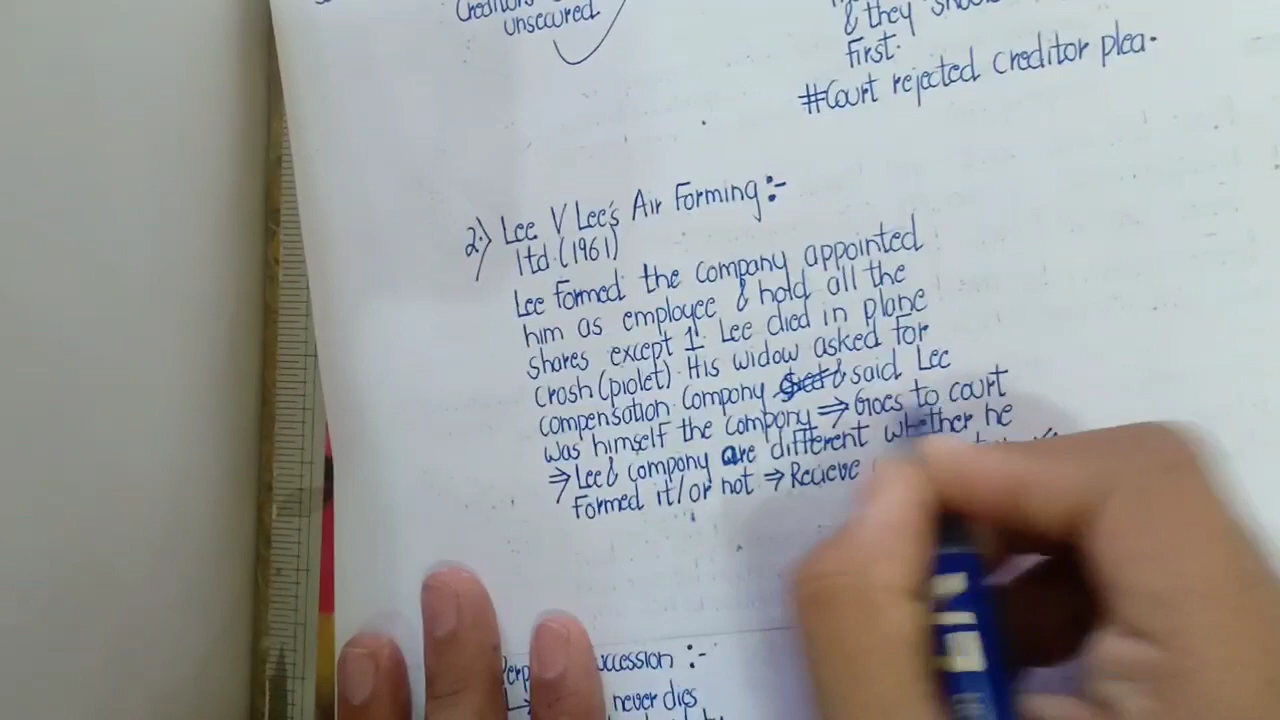 Creditors
unsecured
& they
first.
#Court rejected creditor plea.
2.) Lee V Lee's Air Forming :-
ltd. (1961)
Lee formed the company appointed
him as employee & hold all the
shares except 1. Lee died in plane
crash (piolet). His widow asked for
compensation. Company & said Lee
was himself the company ⇒ Goes to court
⇒ Lee & company are different whether he
formed it/or not ⇒ Recieve
Perp uccession :-
never dies